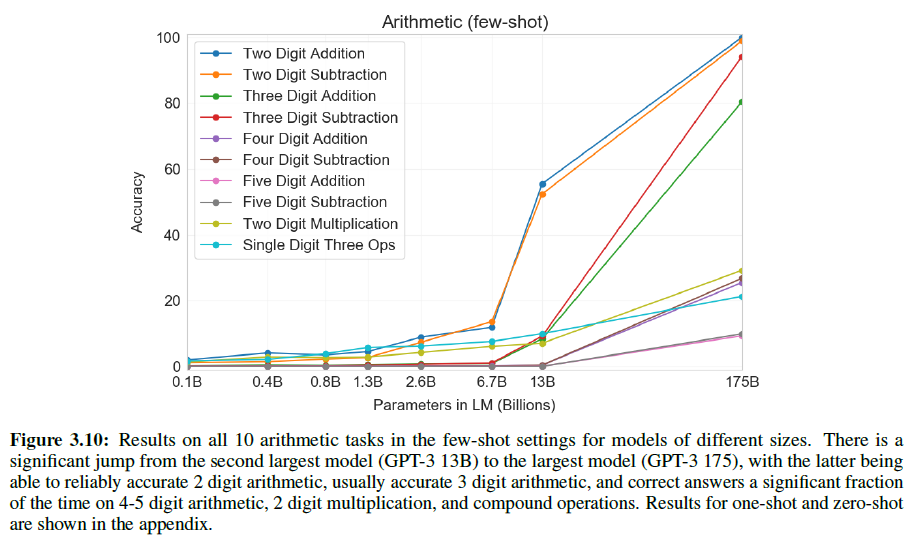 Arithmetic (few-shot)
100
80
60
40
20
0
Accuracy
Two Digit Addition
Two Digit Subtraction
Three Digit Addition
Three Digit Subtraction
Four Digit Addition
Four Digit Subtraction
Five Digit Addition
Five Digit Subtraction
Two Digit Multiplication
Single Digit Three Ops
0.1B 0.4B 0.8B 1.3B 2.6B 6.7B 13B 175B
Parameters in LM (Billions)
Figure 3.10: Results on all 10 arithmetic tasks in the few-shot settings for models of different sizes. There is a
significant jump from the second largest model (GPT-3 13B) to the largest model (GPT-3 175), with the latter being
able to reliably accurate 2 digit arithmetic, usually accurate 3 digit arithmetic, and correct answers a significant fraction
of the time on 4-5 digit arithmetic, 2 digit multiplication, and compound operations. Results for one-shot and zero-shot
are shown in the appendix.